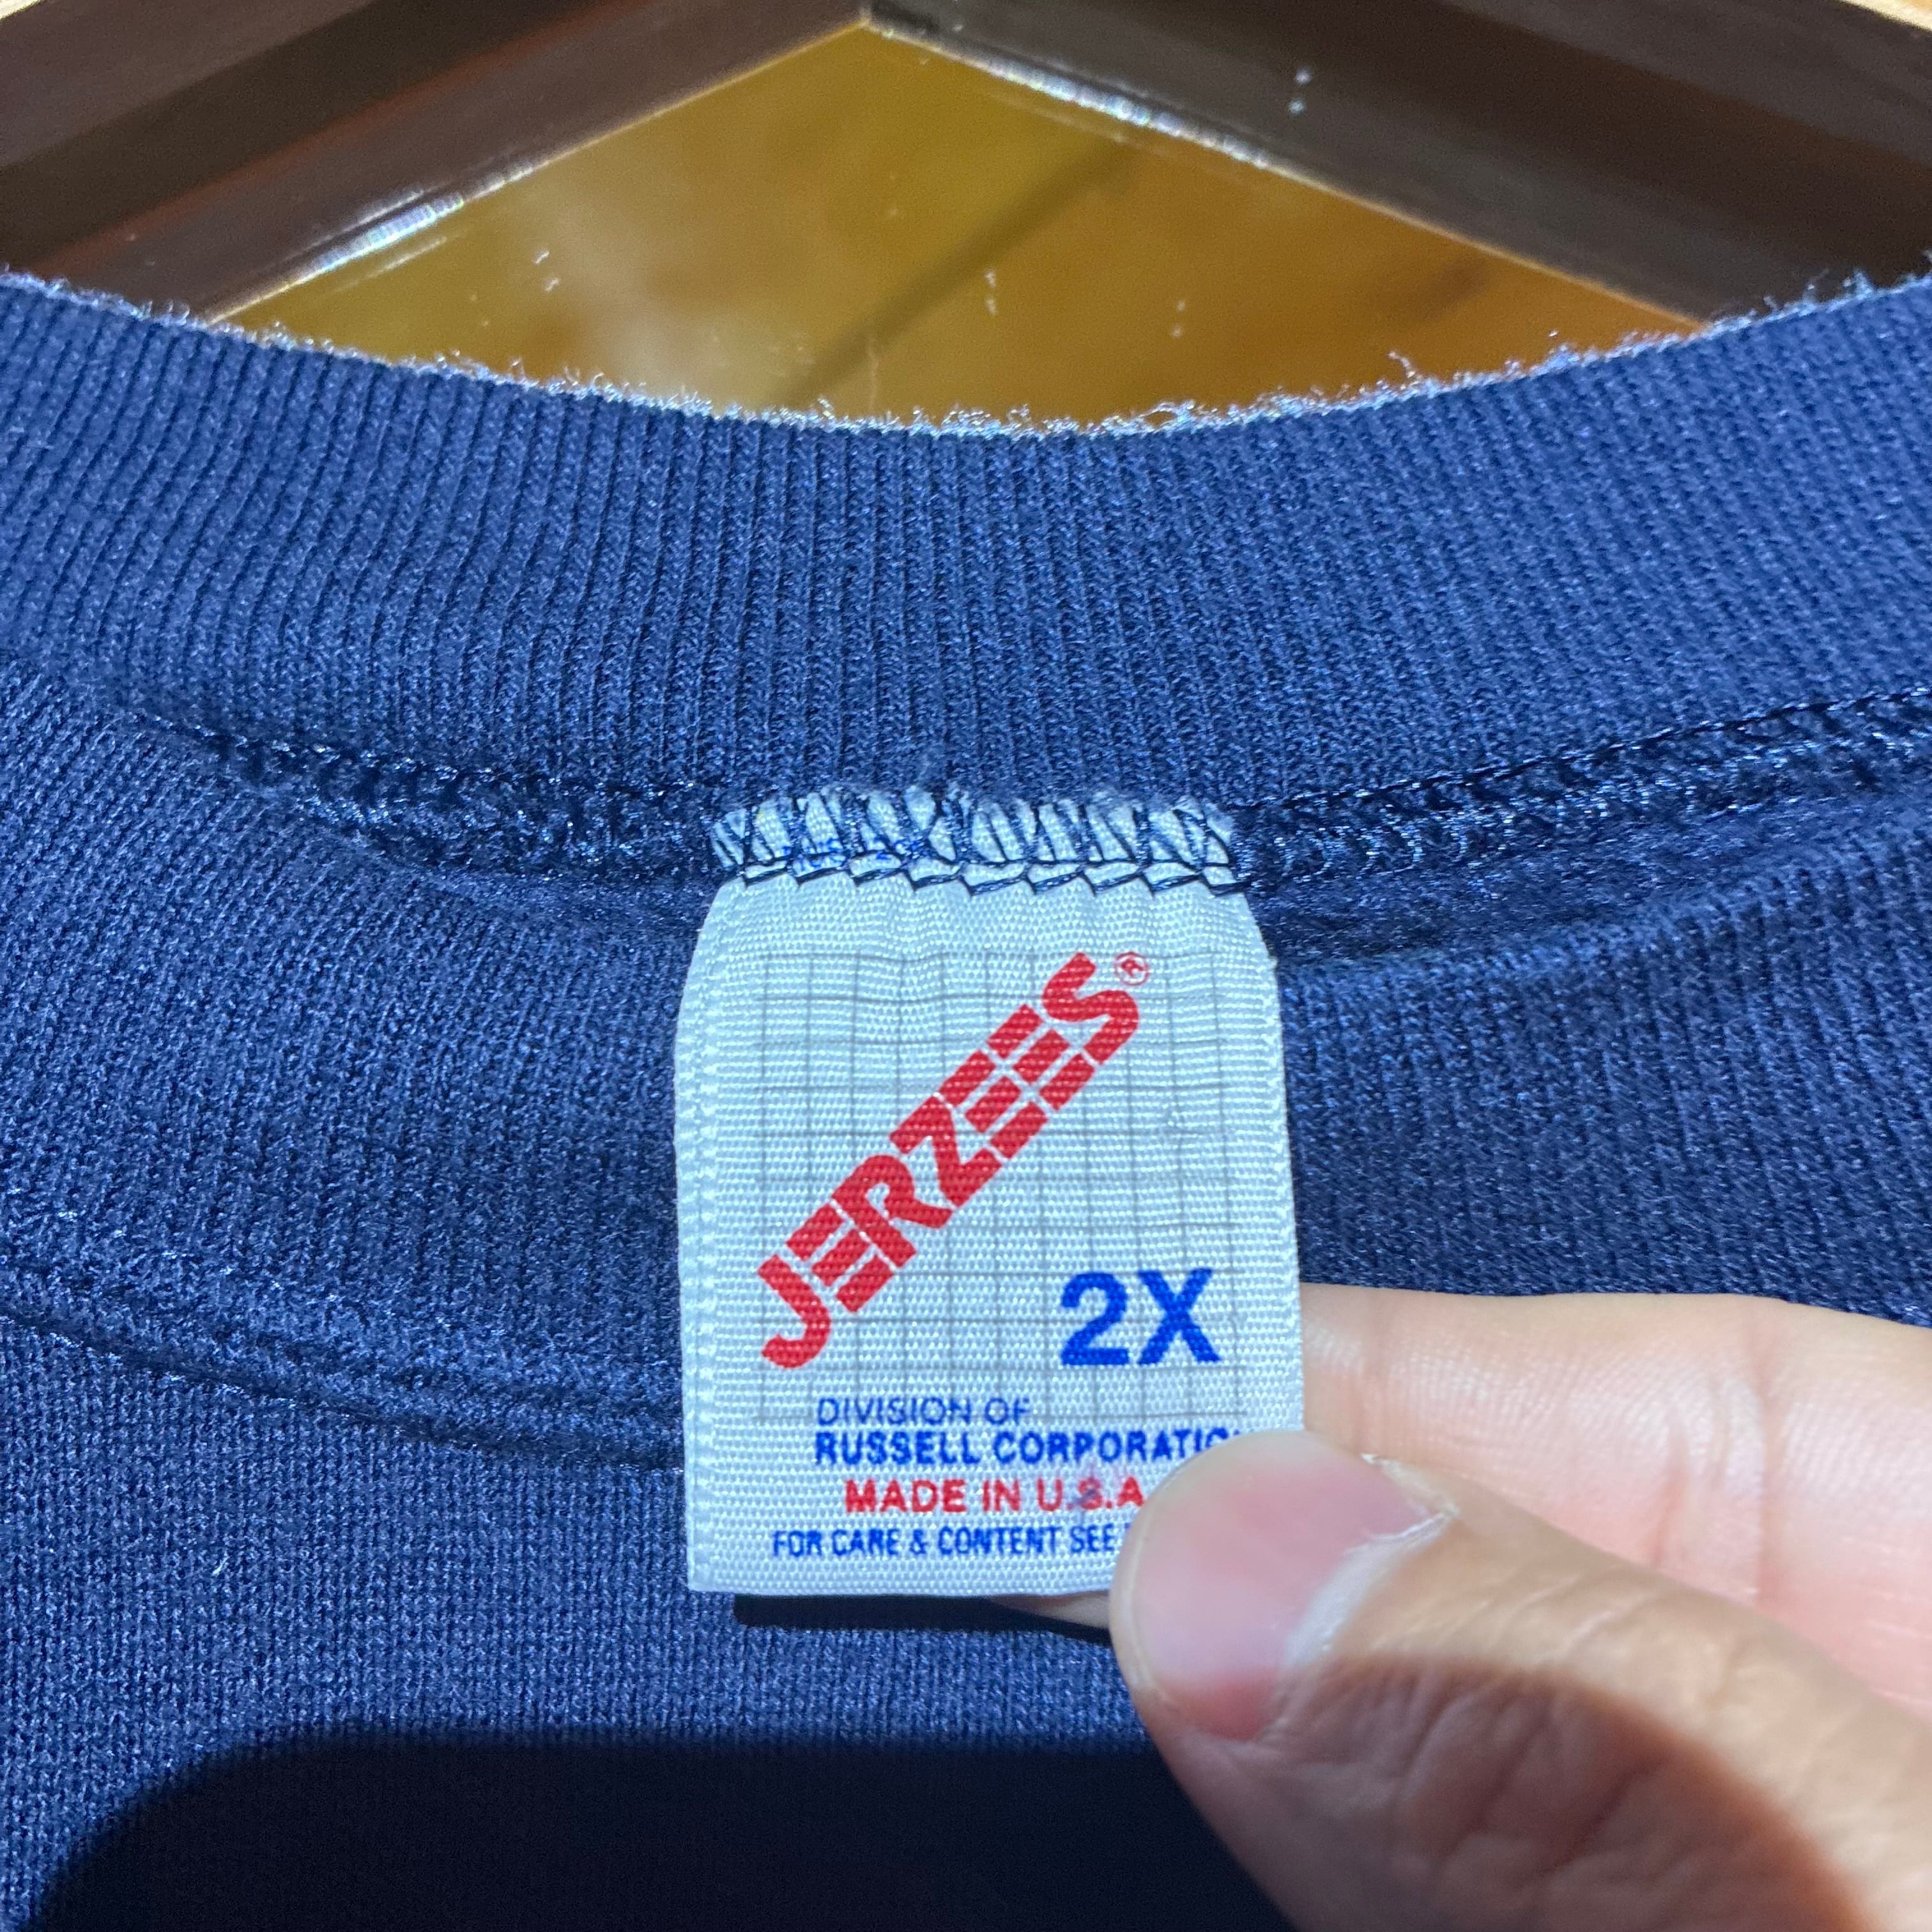 JERZEES®
2X
DIVISION OF
RUSSELL CORPORATIO
MADE IN U.S.A
FOR CARE & CONTENT SEE